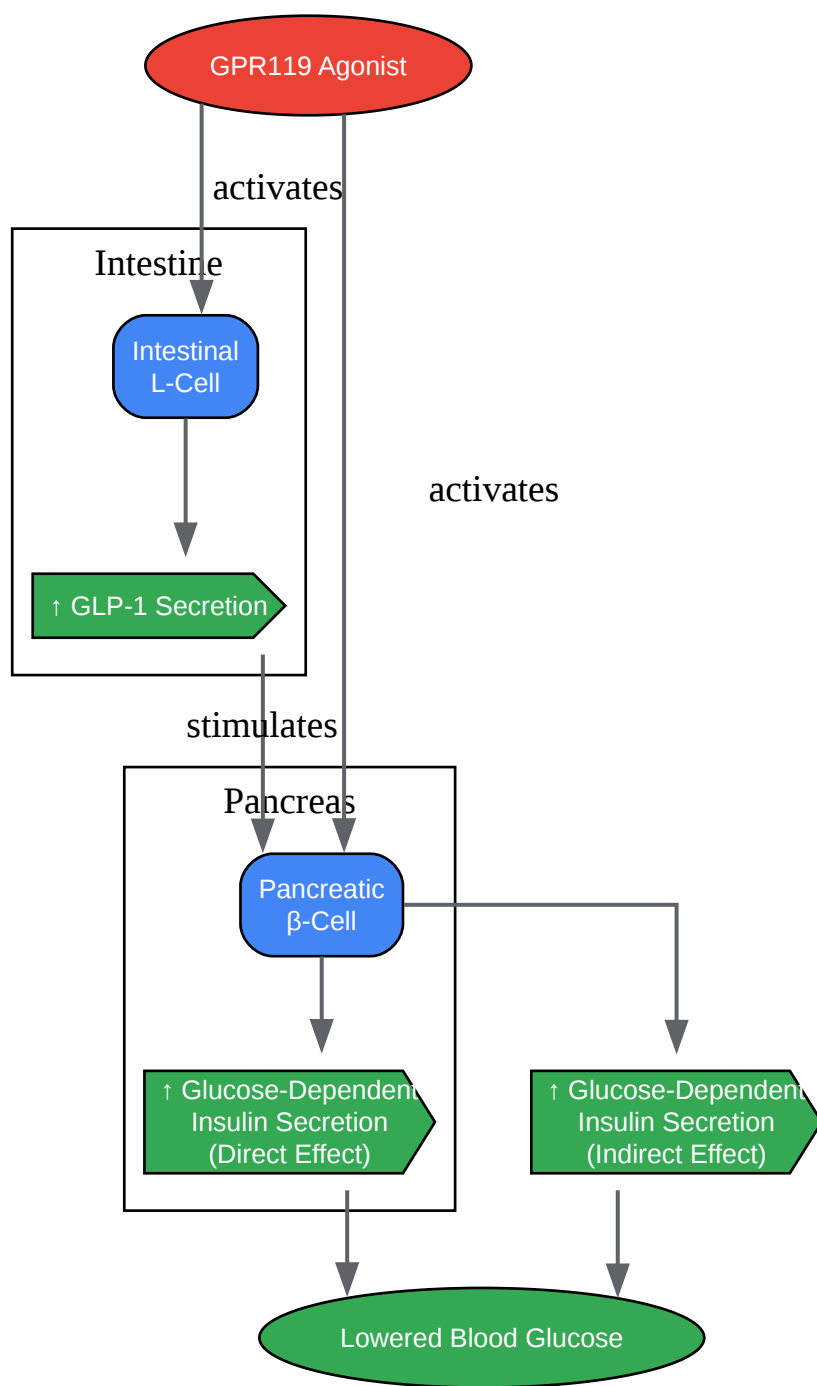 GPR119 Agonist
activates
Intestine
Intestinal
L-Cell
activates
↑ GLP-1 Secretion
stimulates
Pancreas
Pancreatic
β-Cell
↑ Glucose-Dependent
Insulin Secretion
(Direct Effect)
↑ Glucose-Dependent
Insulin Secretion
(Indirect Effect)
Lowered Blood Glucose